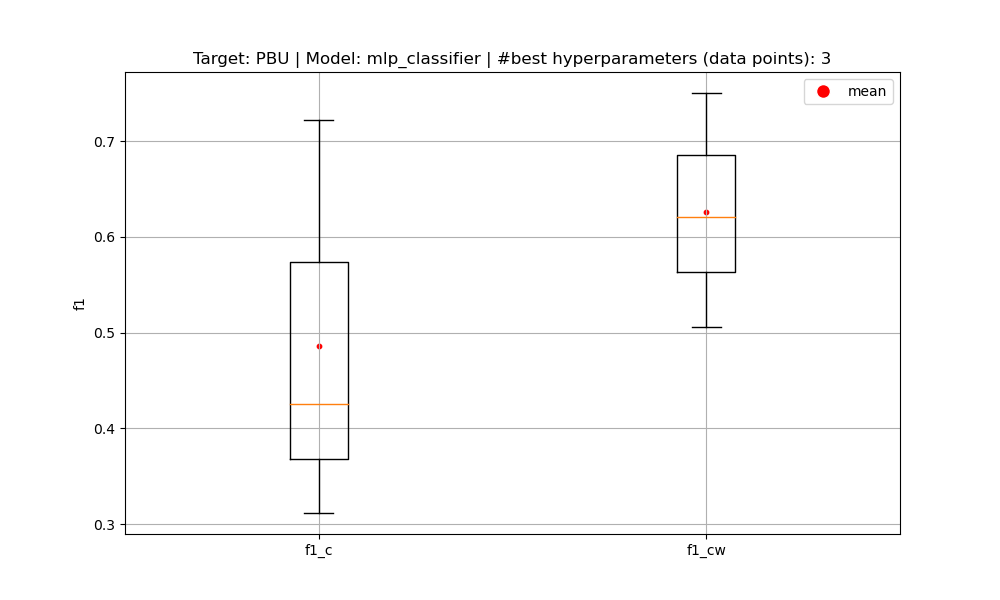 Target: PBU | Model: mlp_classifier | #best hyperparameters (data points): 3
mean
0.7
0.6
0.5
0.4
0.3
f1
f1_c
f1_cw